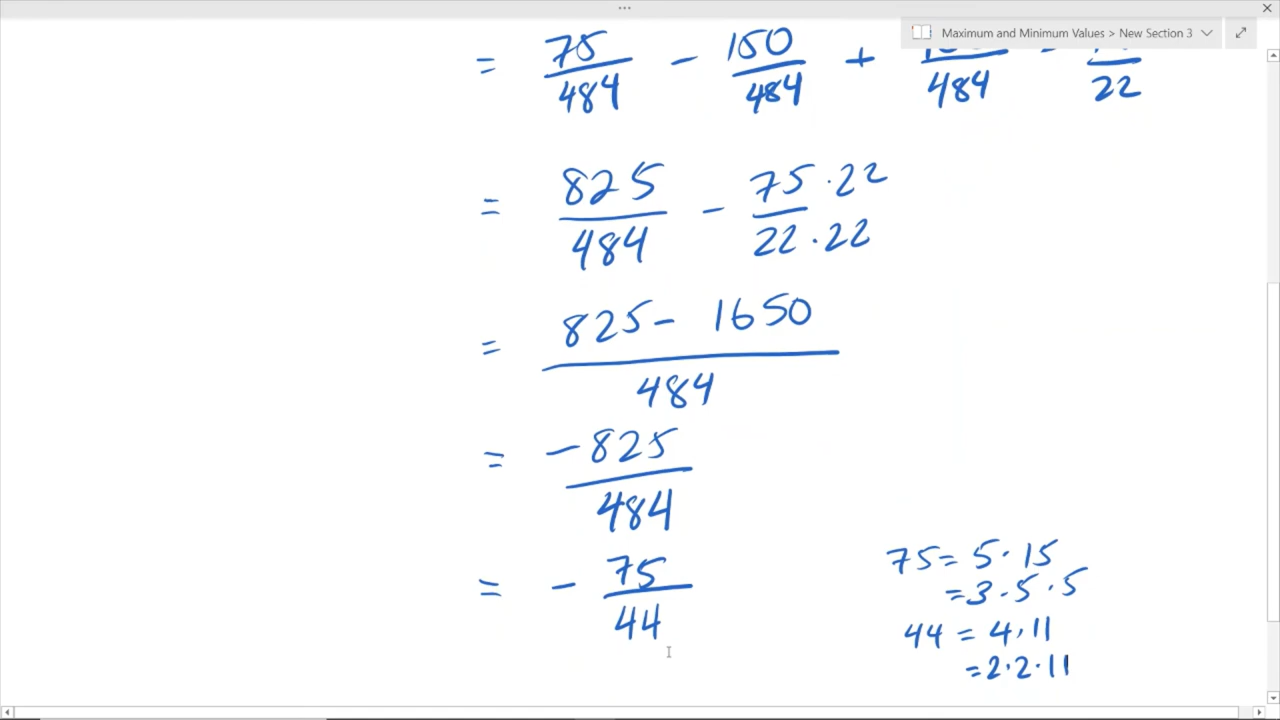 Maximum and Minimum Values > New Section 3
= 75/484 - 150/484 + /484 - /22
= 825/484 - 75·22/22·22
= 825 - 1650/484
= -825/484
= - 75/44
75 = 5·15
= 3·5·5
44 = 4·11
= 2·2·11